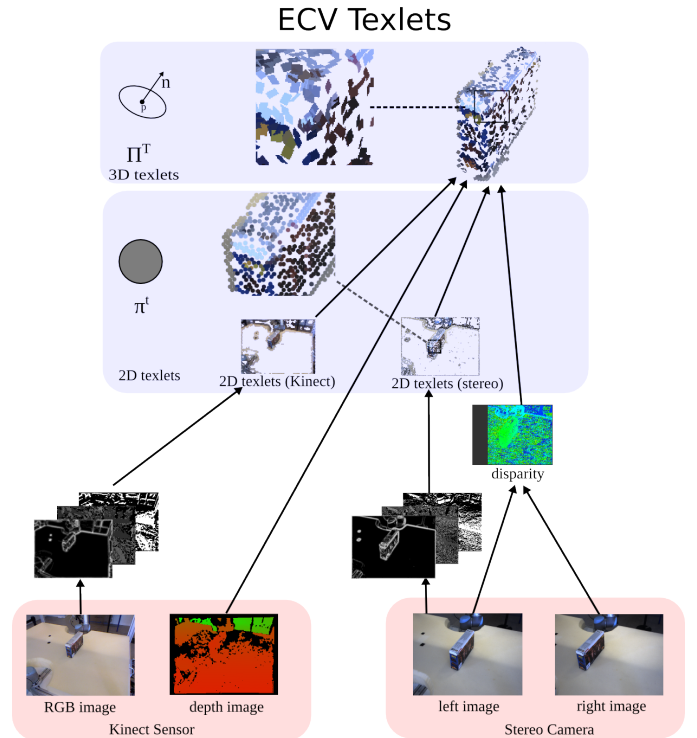 ECV Texlets
n
p
Π^T
3D texlets
π^t
2D texlets
2D texlets (Kinect)
2D texlets (stereo)
disparity
RGB image
depth image
left image
right image
Kinect Sensor
Stereo Camera